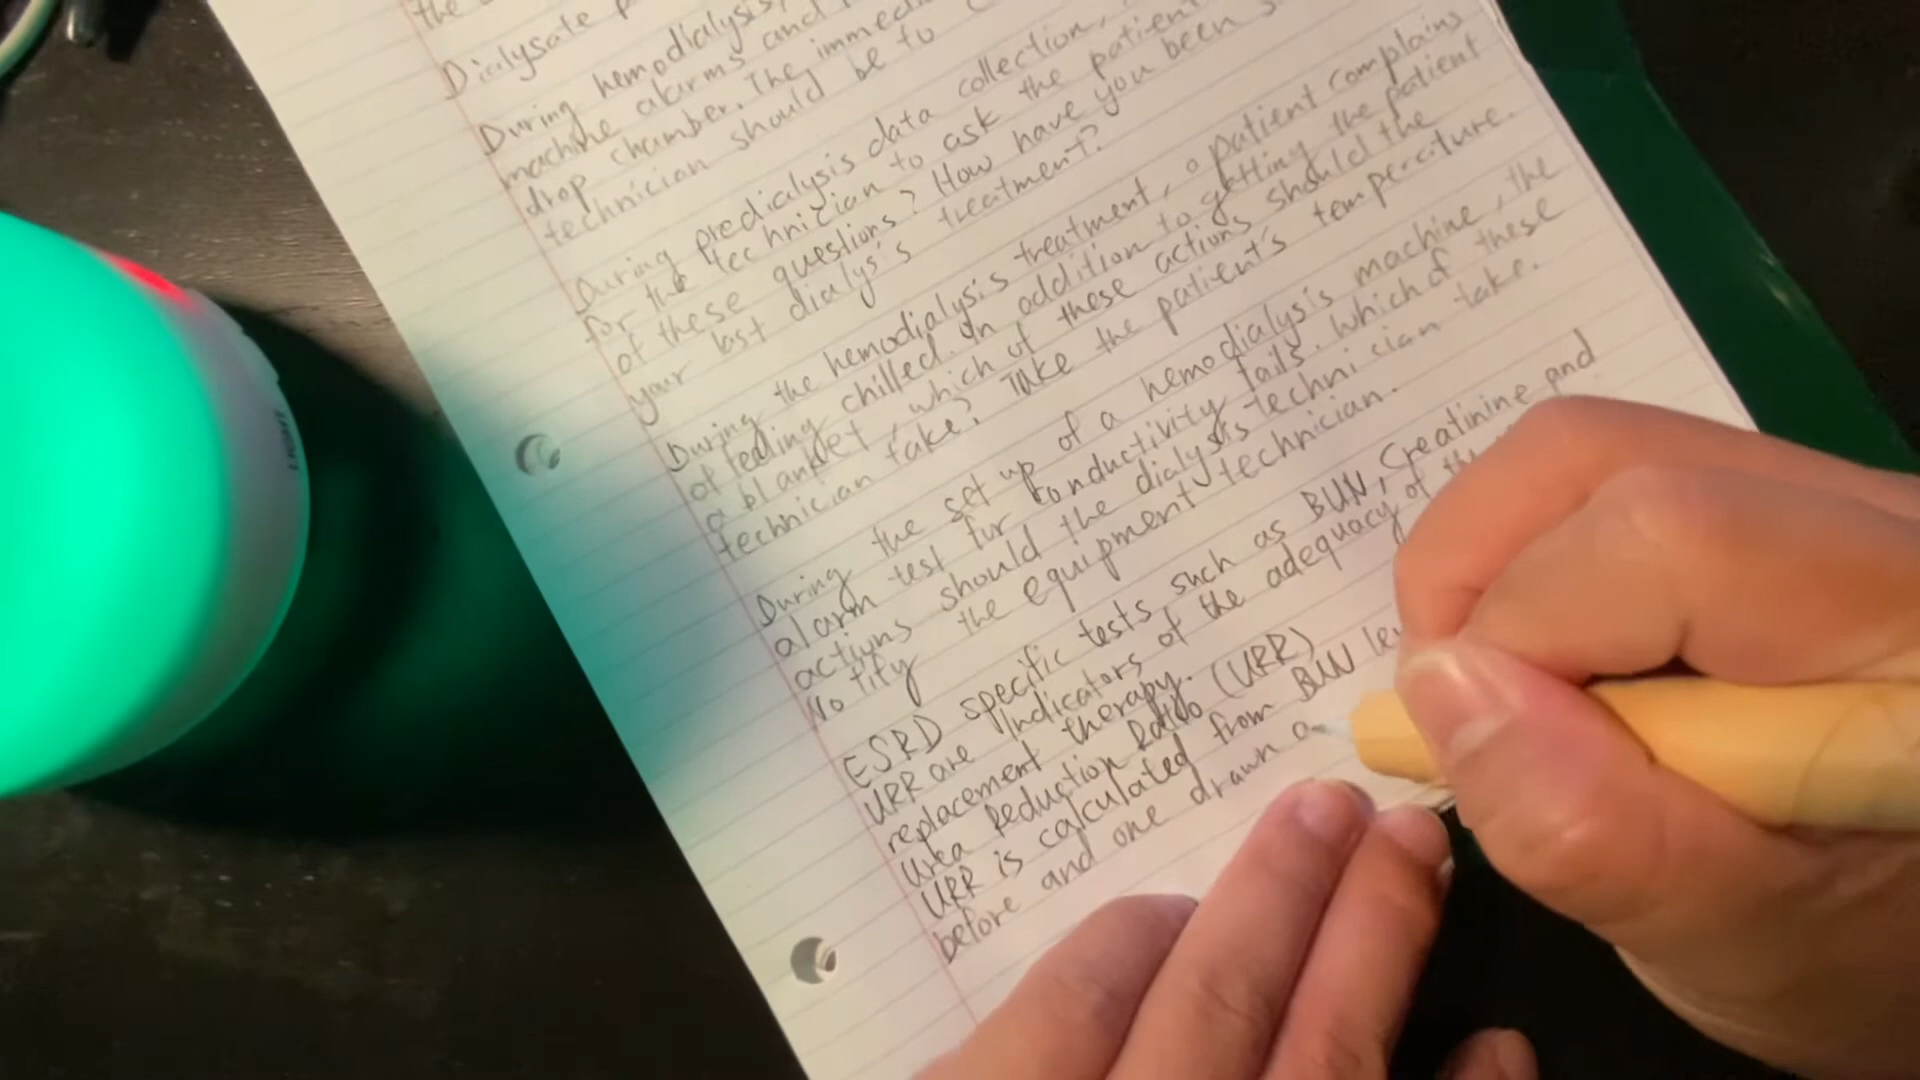 the
Dialysate
During hemodialysis,
machine alarms and
drop chamber. The
technician should be to
During predialysis data collection,
for the technician to ask the patient
of these questions? How have you been
your last dialysis treatment?
During the hemodialysis treatment, a patient complains
of feeling chilled. In addition to getting the patient
a blanket, which of these actions should the
technician take? Take the patient's temperature.
During the set up of a hemodialysis machine, the
alarm test for conductivity fails. Which of these
actions should the dialysis technician take.
Notify the equipment technician.
ESRD specific tests such as BUN, Creatinine and
URR are Indicators of the adequacy of
replacement therapy.
Urea Reduction Ratio (URR)
URR is calculated from BUN
before and one drawn
LIGHT